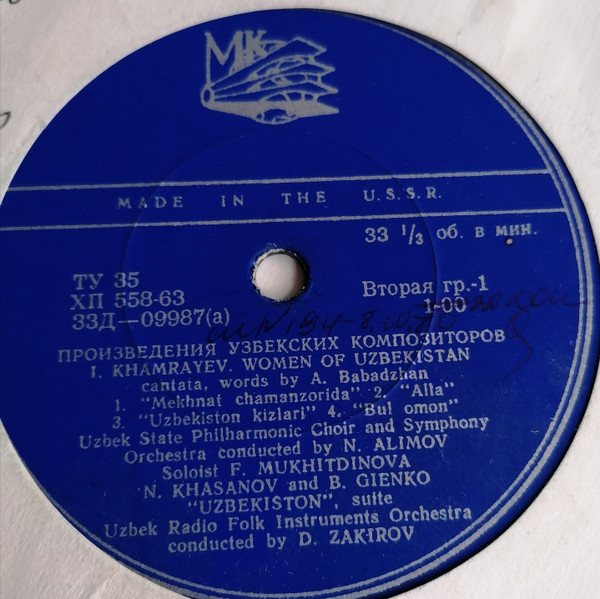 МК
MADE IN THE U.S.S.R.
33 1/3 об. в мин.
ТУ 35
ХП 558-63
33Д—09987(а)
Вторая гр.-1
1-00
ПРОИЗВЕДЕНИЯ УЗБЕКСКИХ КОМПОЗИТОРОВ
I. KHAMRAYEV. WOMEN OF UZBEKISTAN
cantata, words by A. Babadzhan
1. "Mekhnat chamanzorida" 2. "Alla"
3. "Uzbekiston kizlari" 4. "Bul omon"
Uzbek State Philharmonic Choir and Symphony
Orchestra conducted by N. ALIMOV
Soloist F. MUKHITDINOVA
N. KHASANOV and B. GIENKO
"UZBEKISTON", suite
Uzbek Radio Folk Instruments Orchestra
conducted by D. ZAKIROV